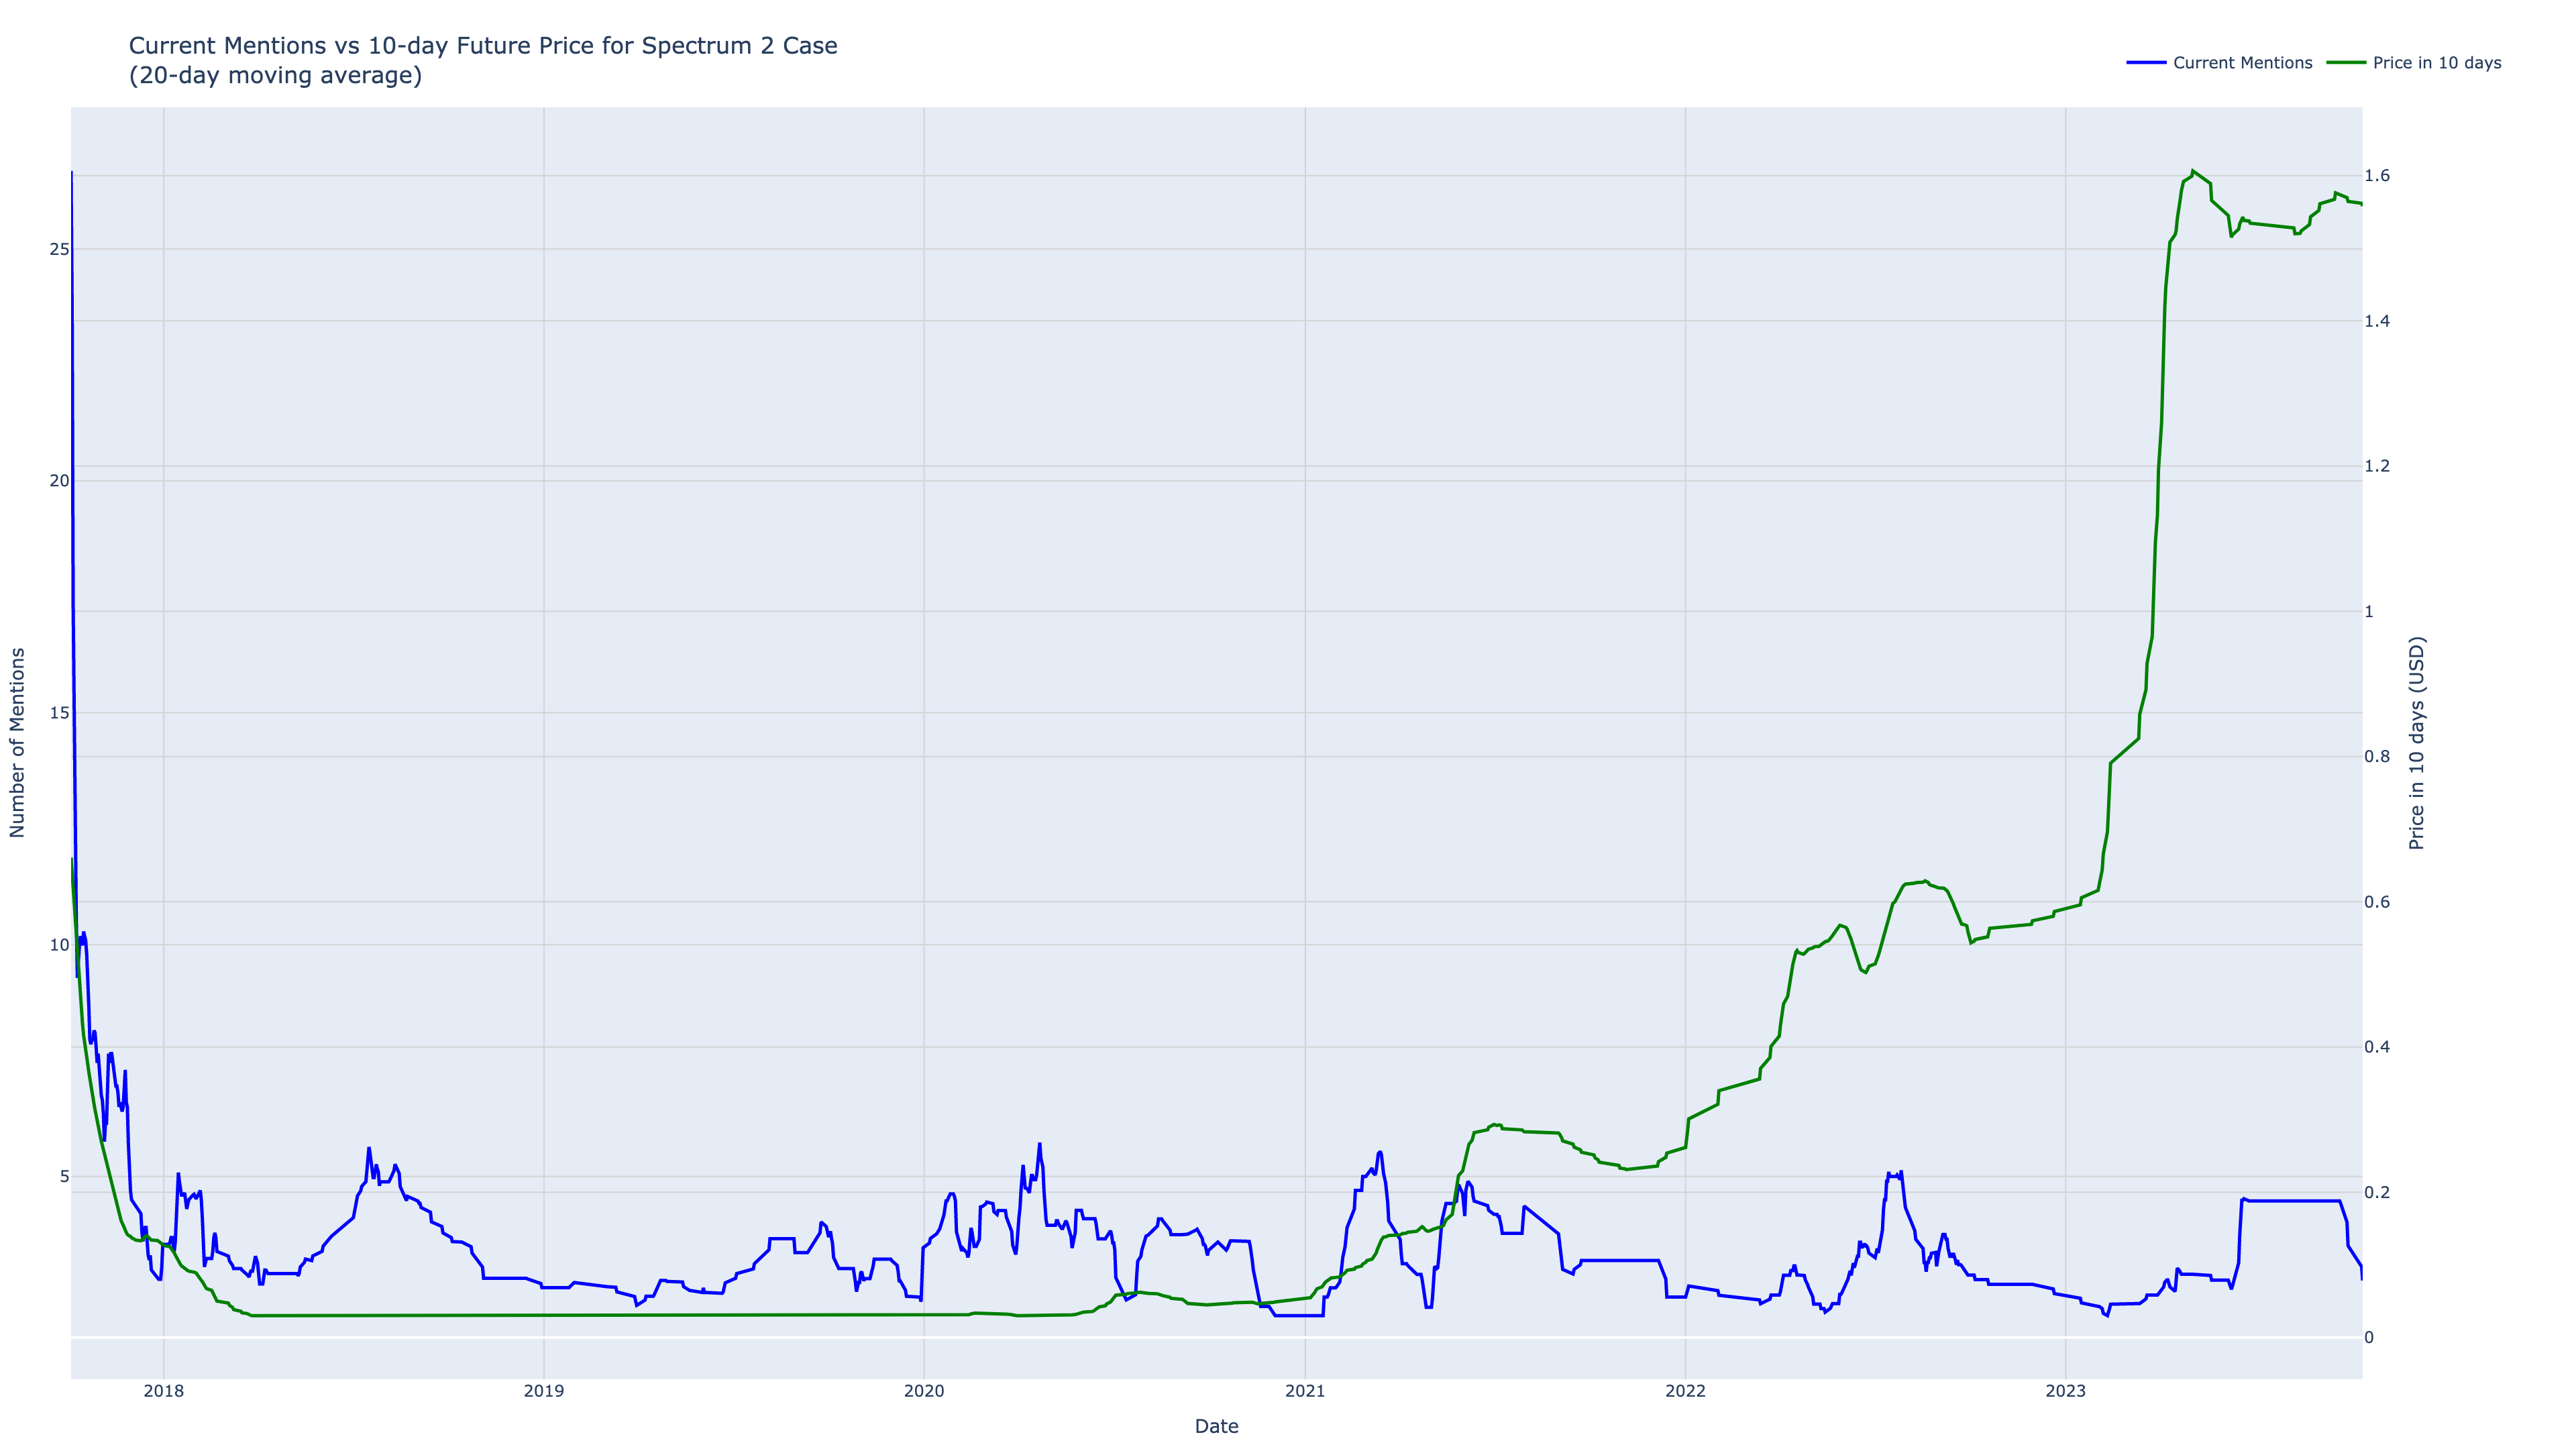 Current Mentions vs 10-day Future Price for Spectrum 2 Case
(20-day moving average)
Current Mentions
Price in 10 days
Number of Mentions
25
20
15
10
5
1.6
1.4
1.2
1
0.8
0.6
0.4
0.2
0
Price in 10 days (USD)
2018
2019
2020
2021
2022
2023
Date